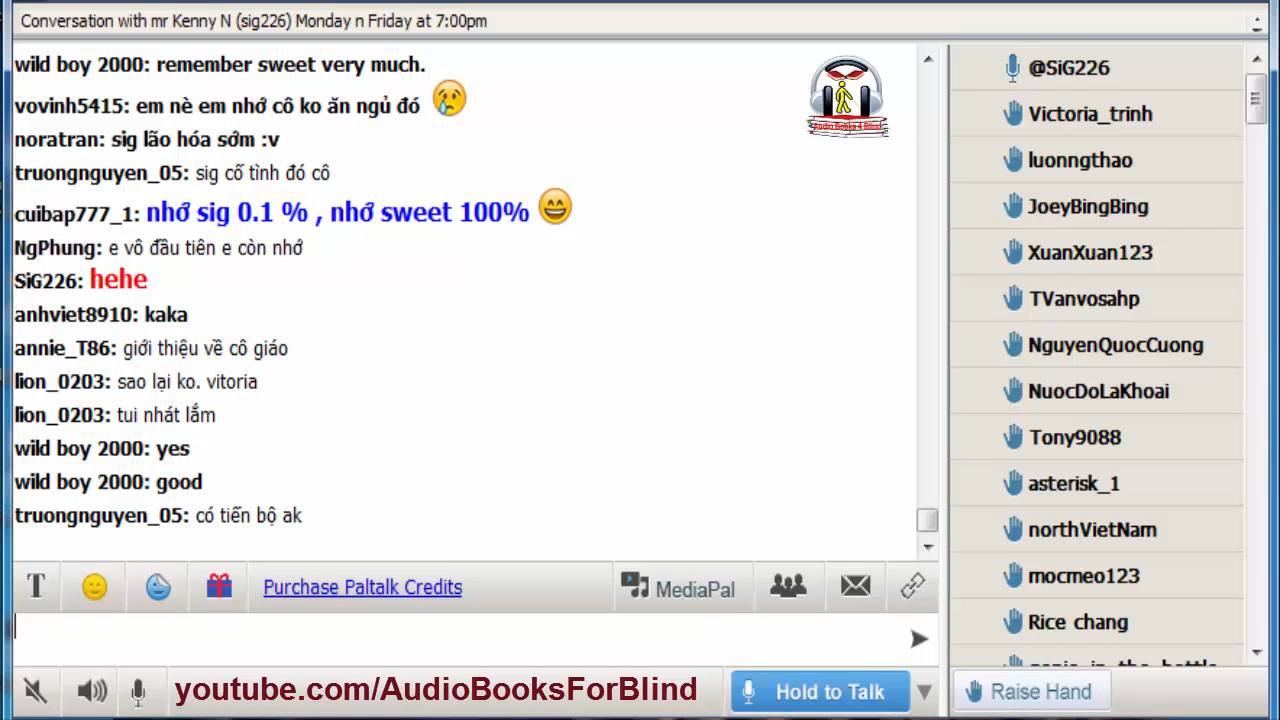 Conversation with mr Kenny N (sig226) Monday n Friday at 7:00pm
wild boy 2000: remember sweet very much.
vovinh5415: em nè em nhớ cô ko ăn ngủ đó
noratran: sig lão hóa sớm :v
truongnguyen_05: sig cố tình đó cô
cuibap777_1: nhớ sig 0.1 % , nhớ sweet 100%
NgPhung: e vô đầu tiên e còn nhớ
SiG226: hehe
anhviet8910: kaka
annie_T86: giới thiệu về cô giáo
lion_0203: sao lại ko. vitoria
lion_0203: tui nhát lắm
wild boy 2000: yes
wild boy 2000: good
truongnguyen_05: có tiến bộ ak
Audio Books 4 Blind
T
Purchase Paltalk Credits
MediaPal
youtube.com/AudioBooksForBlind
Hold to Talk
@SiG226
Victoria_trinh
luonngthao
JoeyBingBing
XuanXuan123
TVanvosahp
NguyenQuocCuong
NuocDoLaKhoai
Tony9088
asterisk_1
northVietNam
mocmeo123
Rice chang
Raise Hand